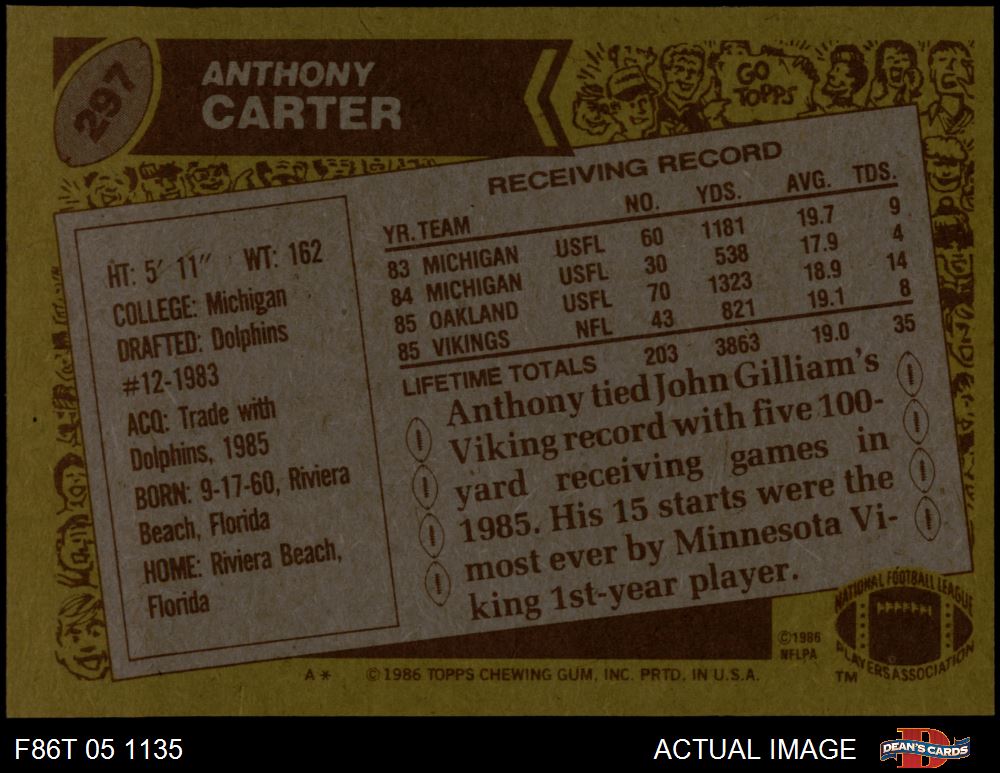 297
ANTHONY
CARTER
GO
TOPPS
RECEIVING RECORD
YR. TEAM NO. YDS. AVG. TDS.
83 MICHIGAN USFL 60 1181 19.7 9
84 MICHIGAN USFL 30 538 17.9 4
85 OAKLAND USFL 70 1323 18.9 14
85 VIKINGS NFL 43 821 19.1 8
LIFETIME TOTALS 203 3863 19.0 35
HT: 5' 11" WT: 162
COLLEGE: Michigan
DRAFTED: Dolphins
#12-1983
ACQ: Trade with
Dolphins, 1985
BORN: 9-17-60, Riviera
Beach, Florida
HOME: Riviera Beach,
Florida
Anthony tied John Gilliam's
Viking record with five 100-
yard receiving games in
1985. His 15 starts were the
most ever by Minnesota Vi-
king 1st-year player.
©1986
NFLPA
NATIONAL FOOTBALL LEAGUE
PLAYERS ASSOCIATION
TM
A* ©1986 TOPPS CHEWING GUM, INC. PRTD. IN U.S.A.
F86T 05 1135
ACTUAL IMAGE
D
DEAN'S CARDS